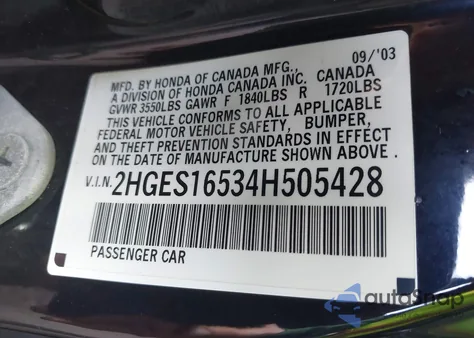 09/'03
MFD. BY HONDA OF CANADA MFG.,
A DIVISION OF HONDA CANADA INC. CANADA
GVWR 3550LBS GAWR F 1840LBS R 1720LBS
THIS VEHICLE CONFORMS TO ALL APPLICABLE
FEDERAL MOTOR VEHICLE SAFETY, BUMPER,
AND THEFT PREVENTION STANDARDS IN EFFECT
ON THE DATE OF MANUFACTURE SHOWN ABOVE.
V.I.N. 2HGES16534H505428
PASSENGER CAR
autoSnap